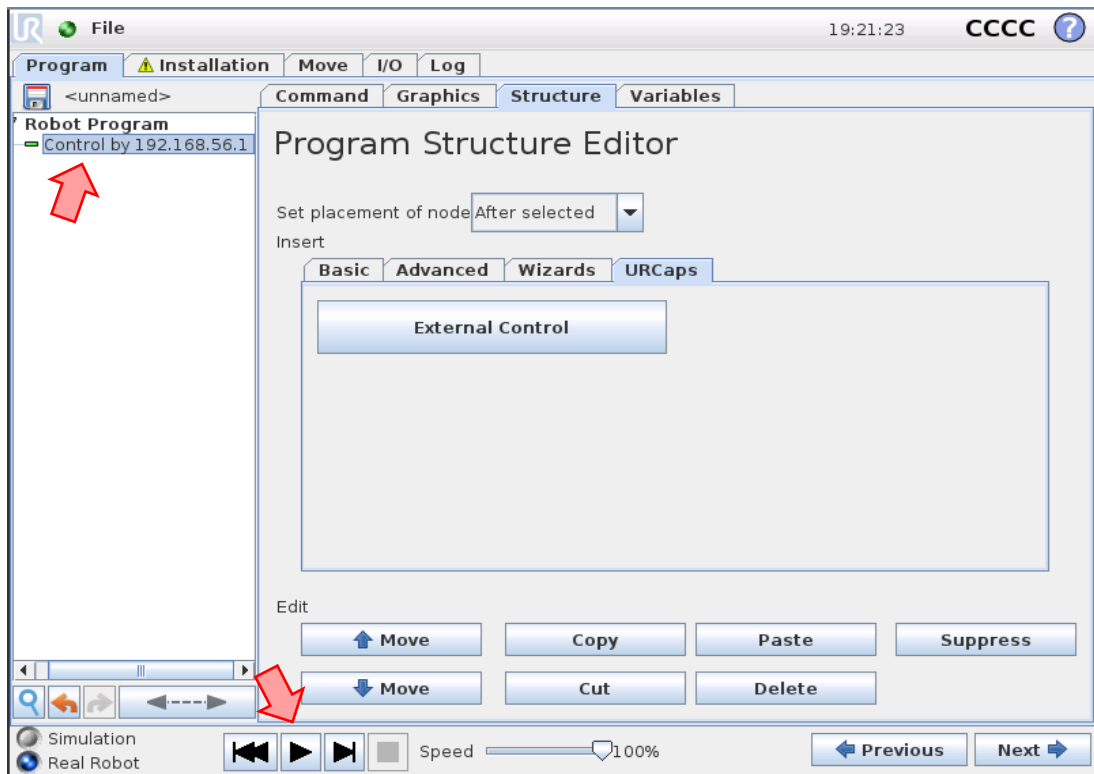 UR File 19:21:23 CCCC ?
Program Installation Move I/O Log
<unnamed> Command Graphics Structure Variables
Robot Program
Control by 192.168.56.1
Program Structure Editor
Set placement of node After selected
Insert
Basic Advanced Wizards URCaps
External Control
Edit
Move Copy Paste Suppress
Move Cut Delete
Simulation
Real Robot
Speed 100% Previous Next